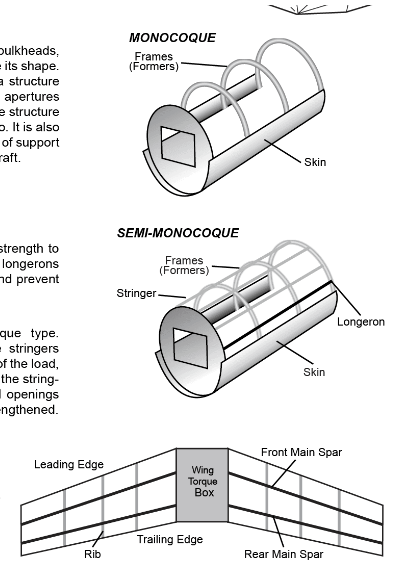 oulkheads,
its shape.
a structure
apertures
e structure
o. It is also
of support
raft.
MONOCOQUE
Frames
(Formers)
Skin
strength to
longerons
nd prevent
que type.
stringers
of the load,
the string-
openings
engthened.
SEMI-MONOCOQUE
Frames
(Formers)
Stringer
Longeron
Skin
Leading Edge
Wing
Torque
Box
Front Main Spar
Rib
Trailing Edge
Rear Main Spar